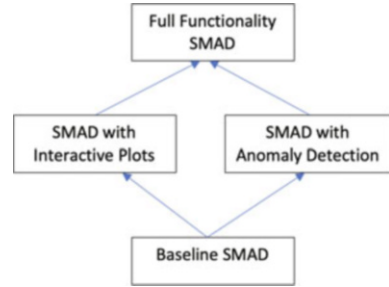 Full Functionality
SMAD
SMAD with
Interactive Plots
SMAD with
Anomaly Detection
Baseline SMAD